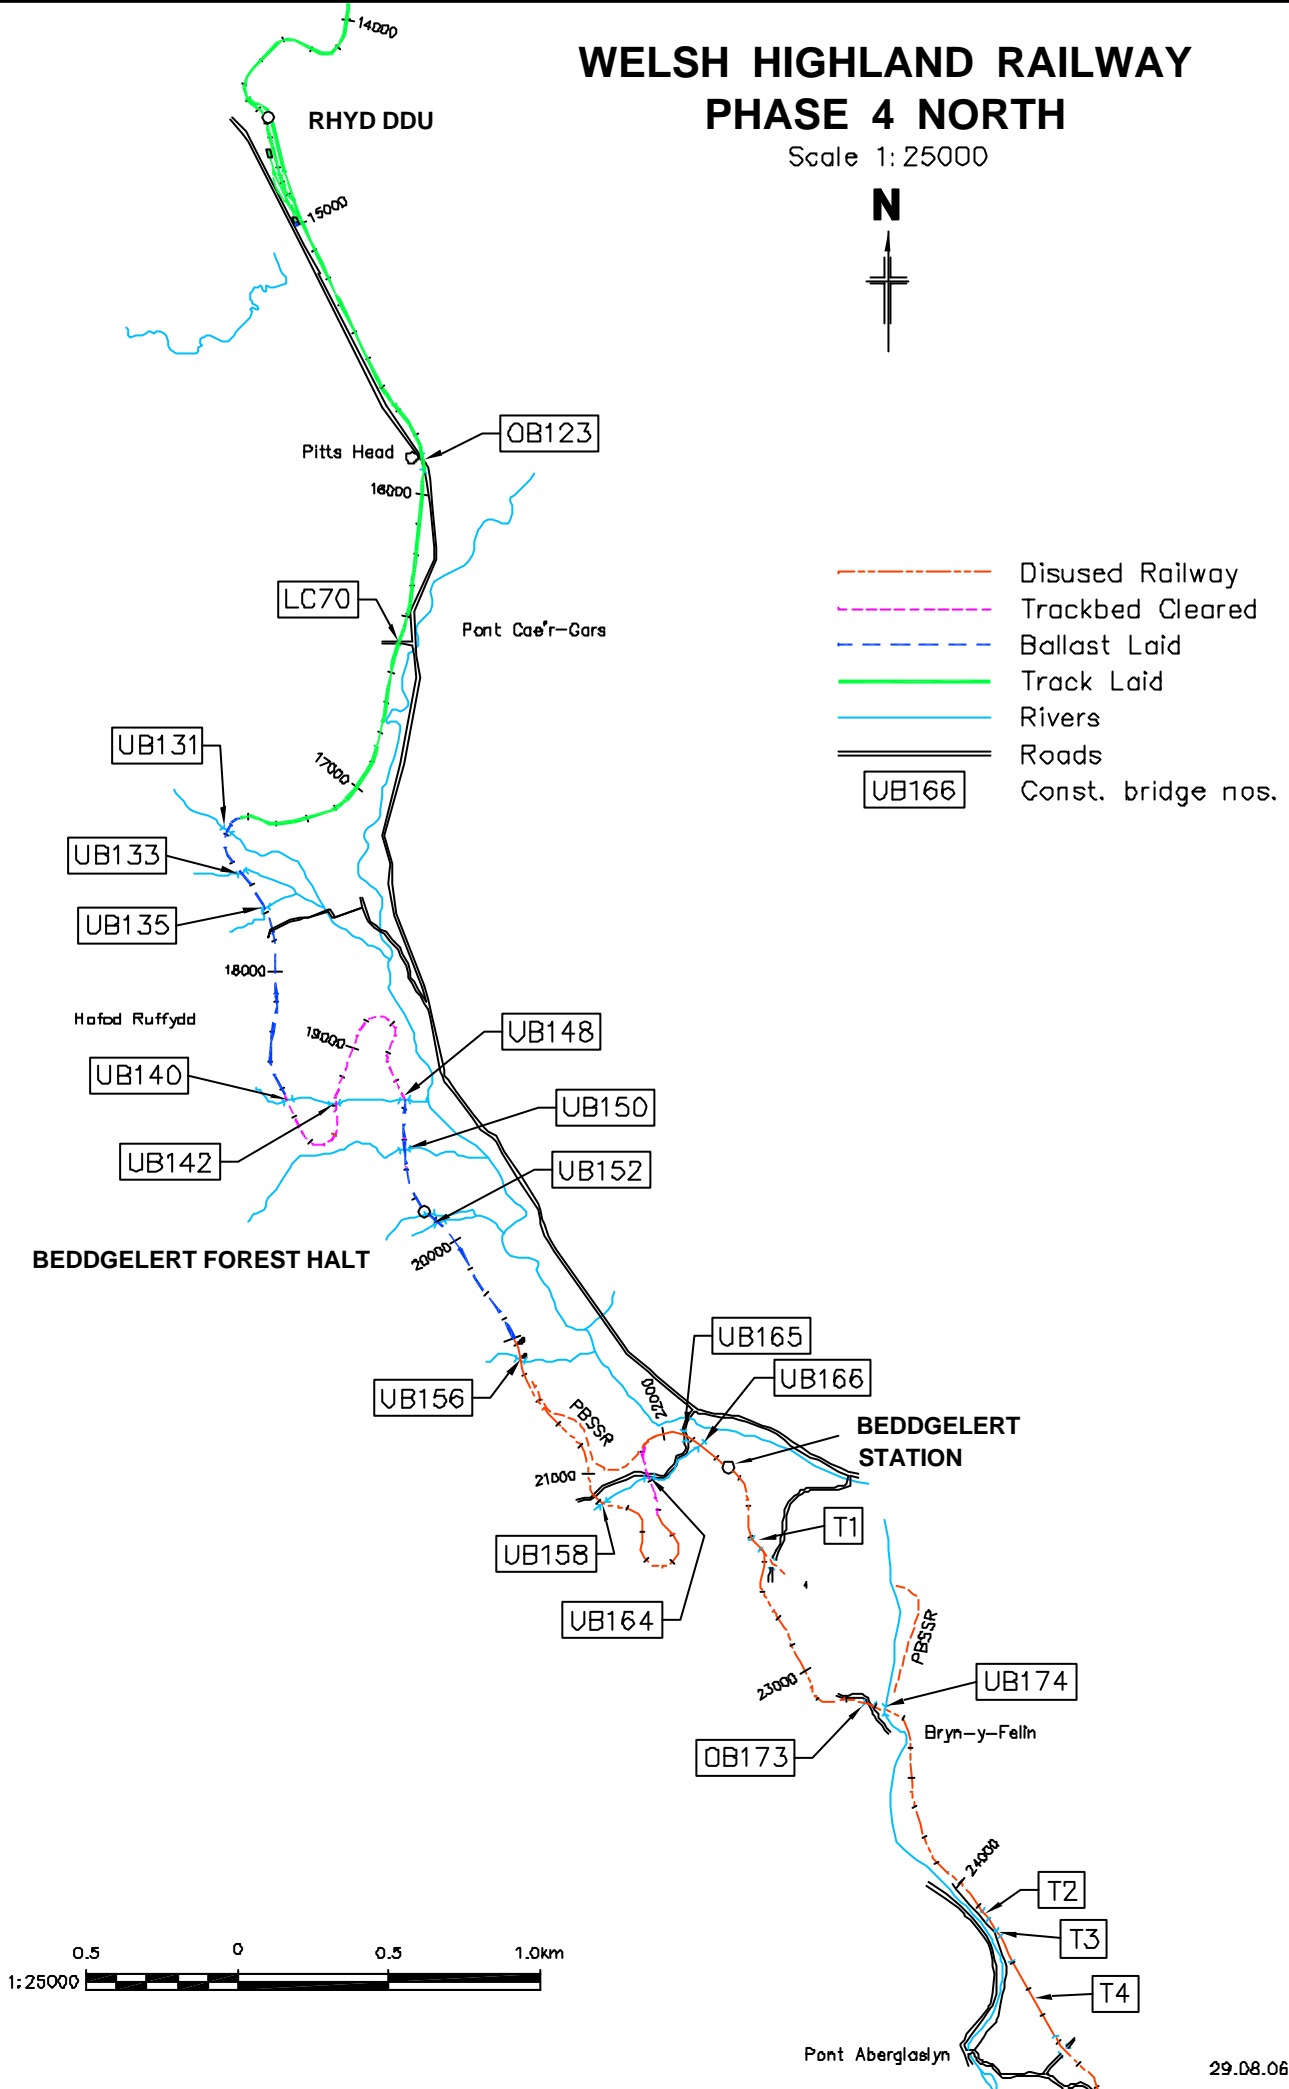 WELSH HIGHLAND RAILWAY
PHASE 4 NORTH
Scale 1:25000
N
14000
RHYD DDU
15000
OB123
Pitts Head
16000
LC70
Pont Cae'r-Gars
Disused Railway
Trackbed Cleared
Ballast Laid
Track Laid
Rivers
Roads
UB166
Const. bridge nos.
UB131
17000
UB133
UB135
18000
Hafod Ruffydd
19000
UB148
UB140
UB150
UB142
UB152
BEDDGELERT FOREST HALT
20000
UB165
UB166
UB156
22000
PBSSR
BEDDGELERT
STATION
21000
T1
UB158
UB164
PBSSR
23000
UB174
Bryn-y-Felin
OB173
24000
T2
T3
T4
0.5
0
0.5
1.0km
1:25000
Pont Aberglaslyn
29.08.06